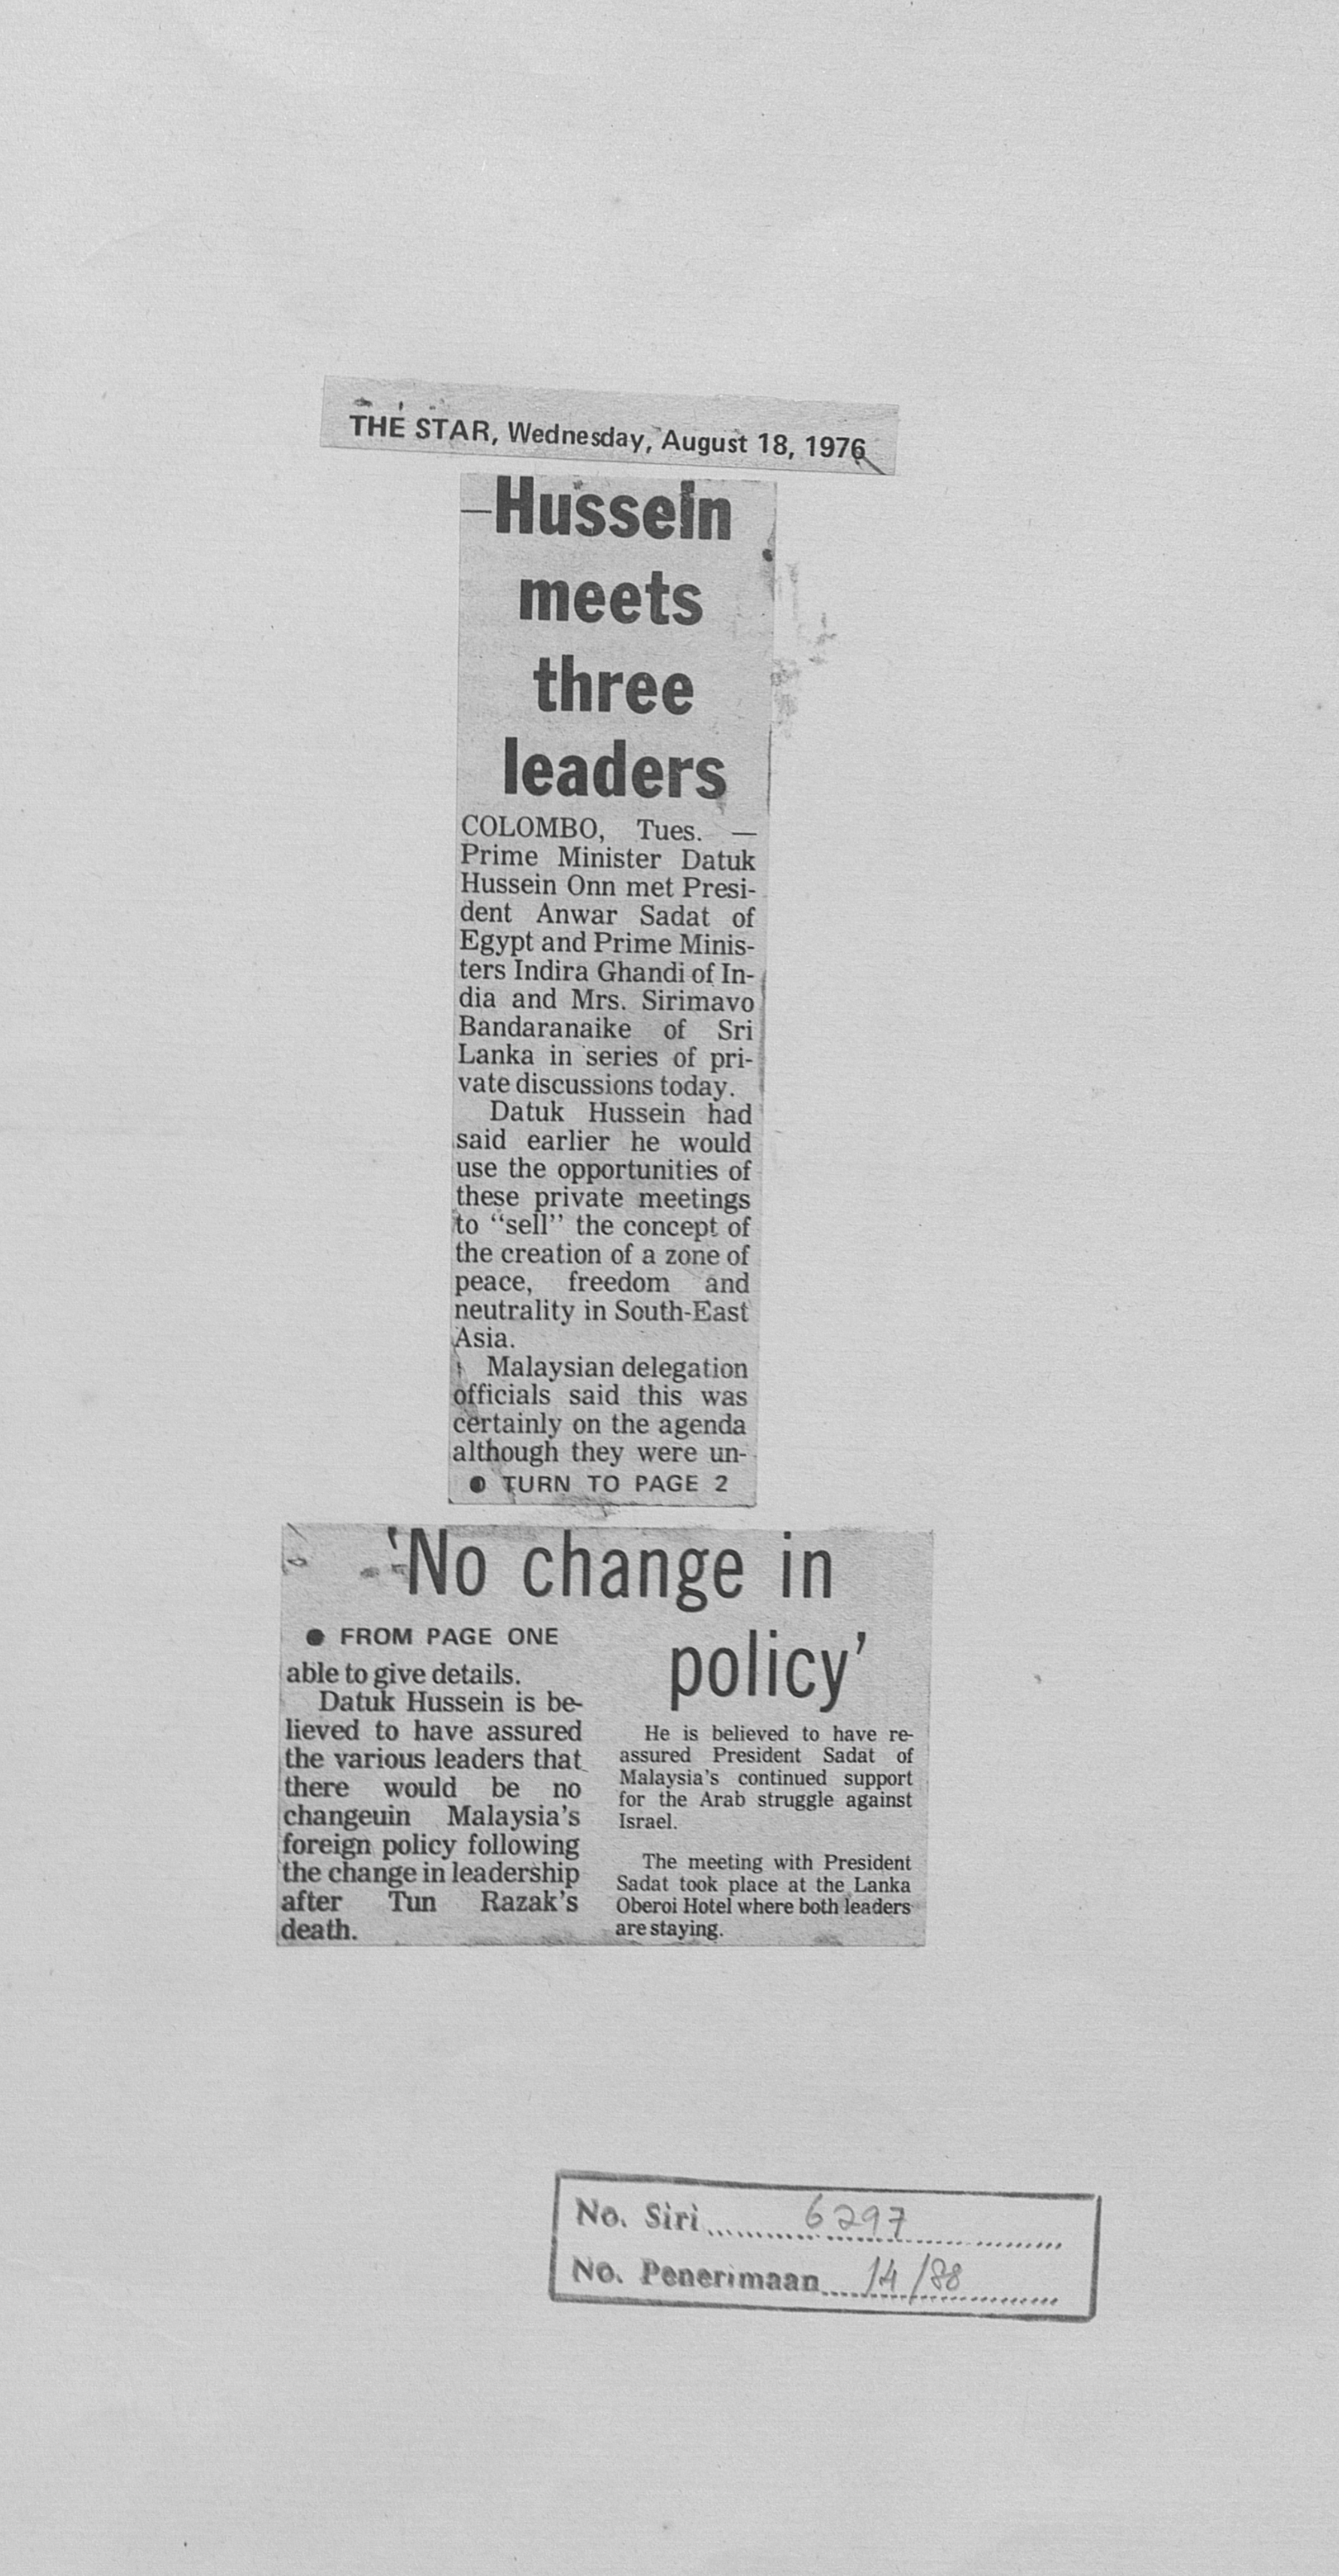 THE STAR, Wednesday, August 18, 1976
Hussein
meets
three
leaders
COLOMBO, Tues. —
Prime Minister Datuk
Hussein Onn met Presi-
dent Anwar Sadat of
Egypt and Prime Minis-
ters Indira Ghandi of In-
dia and Mrs. Sirimavo
Bandaranaike of Sri
Lanka in series of pri-
vate discussions today.
Datuk Hussein had
said earlier he would
use the opportunities of
these private meetings
to “sell” the concept of
the creation of a zone of
peace, freedom and
neutrality in South-East
Asia.
Malaysian delegation
officials said this was
certainly on the agenda
although they were un-
● TURN TO PAGE 2
‘No change in
policy’
● FROM PAGE ONE
able to give details.
Datuk Hussein is be-
lieved to have assured
the various leaders that
there would be no
changeuin Malaysia’s
foreign policy following
the change in leadership
after Tun Razak’s
death.
He is believed to have re-
assured President Sadat of
Malaysia’s continued support
for the Arab struggle against
Israel.
The meeting with President
Sadat took place at the Lanka
Oberoi Hotel where both leaders
are staying.
No. Siri 6297
No. Penerimaan 14/88